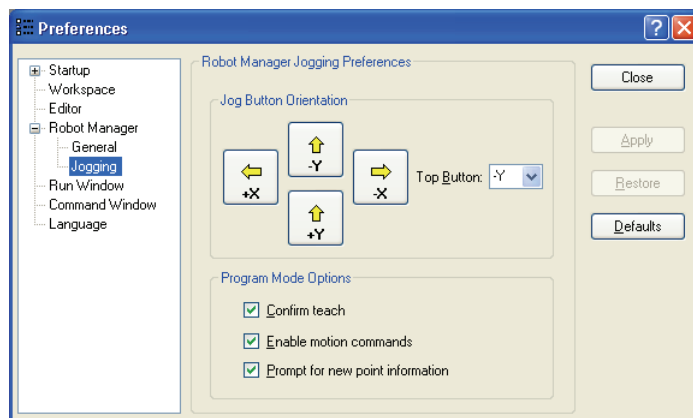 Preferences
Startup
Workspace
Editor
Robot Manager
General
Jogging
Run Window
Command Window
Language
Robot Manager Jogging Preferences
Jog Button Orientation
-Y
+X
-X
+Y
Top Button: -Y
Program Mode Options
Confirm teach
Enable motion commands
Prompt for new point information
Close
Apply
Restore
Defaults